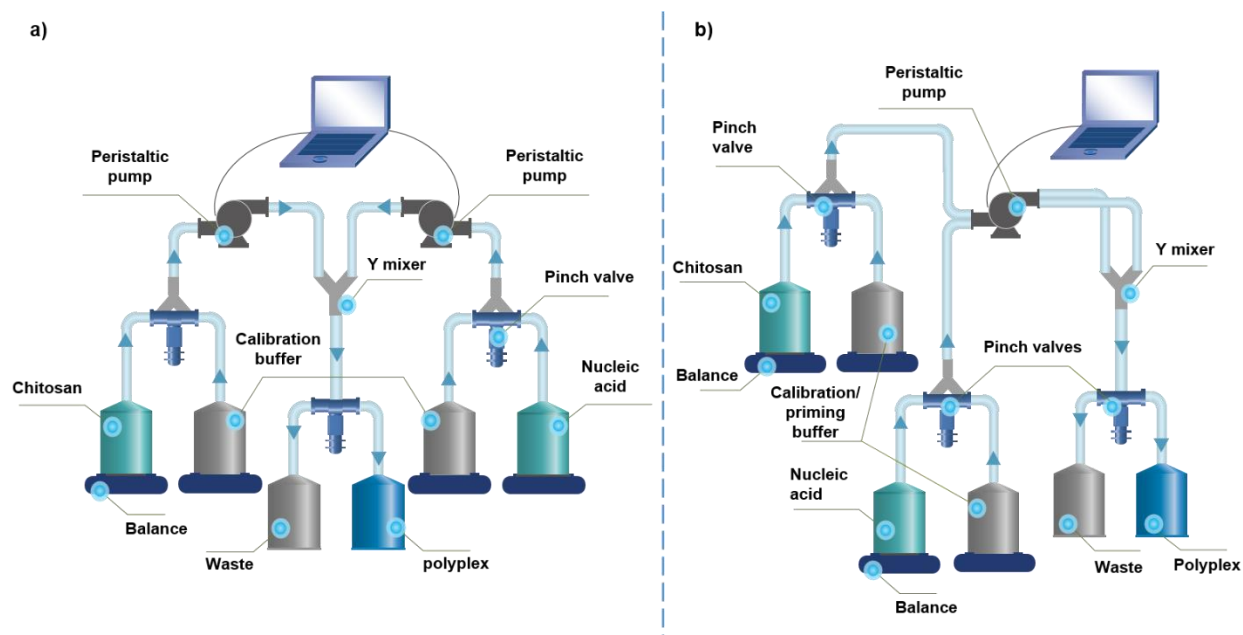 a)
Peristaltic
pump
Peristaltic
pump
Y mixer
Pinch valve
Calibration
buffer
Chitosan
Nucleic
acid
Balance
Waste
polyplex
b)
Peristaltic
pump
Pinch
valve
Y mixer
Chitosan
Pinch valves
Balance
Calibration/
priming
buffer
Nucleic
acid
Waste
Polyplex
Balance